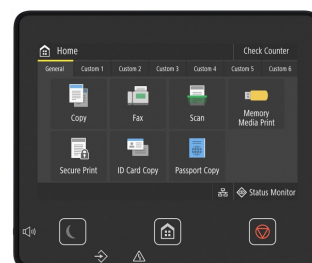 Home
Check Counter
General Custom 1 Custom 2 Custom 3 Custom 4 Custom 5 Custom 6
Copy Fax Scan Memory
Media Print
Secure Print ID Card Copy Passport Copy
Status Monitor